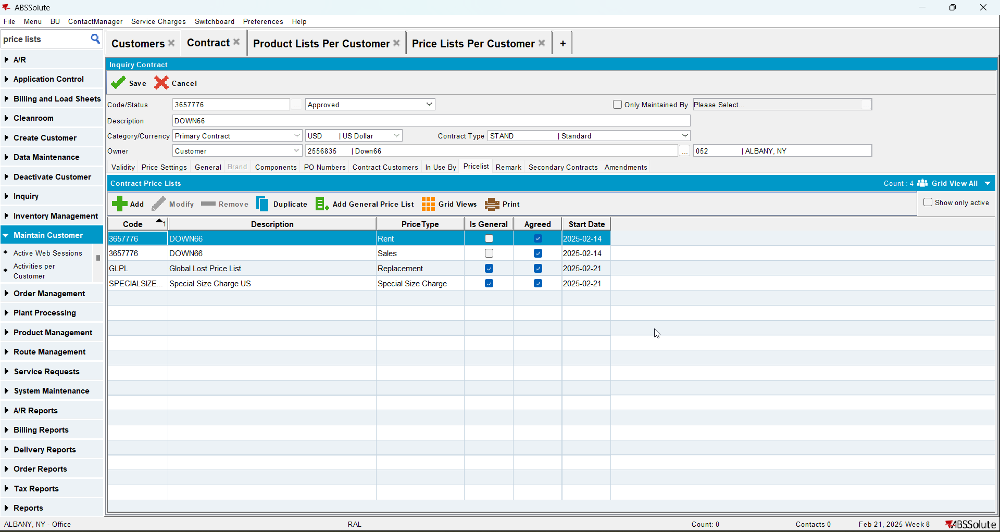 ABSSolute
File Menu BU ContactManager Service Charges Switchboard Preferences Help
price lists
Customers Contract Product Lists Per Customer Price Lists Per Customer +
A/R
Application Control
Billing and Load Sheets
Cleanroom
Create Customer
Data Maintenance
Deactivate Customer
Inquiry
Inventory Management
Maintain Customer
Active Web Sessions
Activities per
Customer
Order Management
Plant Processing
Product Management
Route Management
Service Requests
System Maintenance
A/R Reports
Billing Reports
Delivery Reports
Order Reports
Tax Reports
Reports
Inquiry Contract
Save Cancel
Code/Status 3657776 ... Approved Only Maintained By Please Select... ...
Description DOWN66
Category/Currency Primary Contract USD | US Dollar Contract Type STAND | Standard
Owner Customer 2556835 | Down66 ... 052 | ALBANY, NY
Validity Price Settings General Brand Components PO Numbers Contract Customers In Use By Pricelist Remark Secondary Contracts Amendments
Contract Price Lists Count : 4 Grid View All
Add Modify Remove Duplicate Add General Price List Grid Views Print Show only active
Code 1 Description PriceType Is General Agreed Start Date
3657776 DOWN66 Rent 2025-02-14
3657776 DOWN66 Sales 2025-02-14
GLPL Global Lost Price List Replacement 2025-02-21
SPECIALSIZE... Special Size Charge US Special Size Charge 2025-02-21
ALBANY, NY - Office RAL Count: 0 Contacts 0 Feb 21, 2025 Week 8 ABSSolute